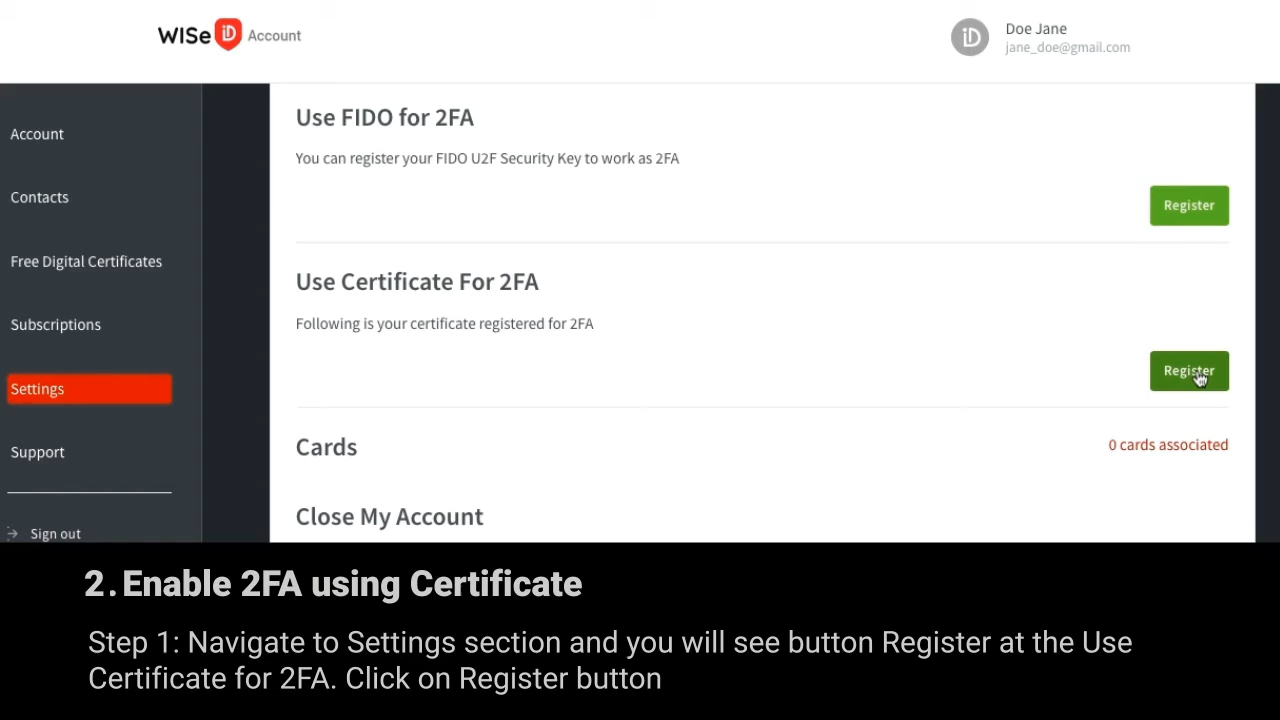 WISe iD Account
iD
Doe Jane
jane_doe@gmail.com
Account
Contacts
Free Digital Certificates
Subscriptions
Settings
Support
Sign out
Use FIDO for 2FA
You can register your FIDO U2F Security Key to work as 2FA
Register
Use Certificate For 2FA
Following is your certificate registered for 2FA
Register
Cards
0 cards associated
Close My Account
2. Enable 2FA using Certificate
Step 1: Navigate to Settings section and you will see button Register at the Use
Certificate for 2FA. Click on Register button